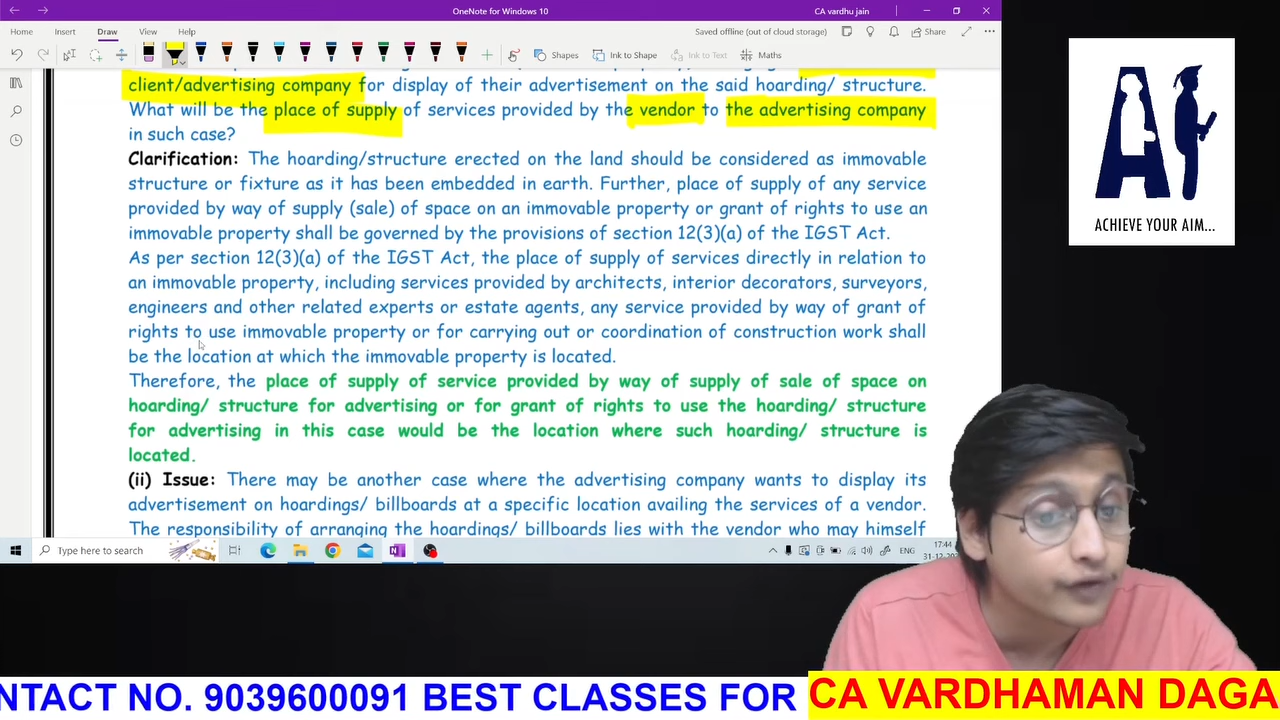 OneNote for Windows 10
CA vardhu jain
Home Insert Draw View Help
Saved offline (out of cloud storage)
Share
Shapes
Ink to Shape
Ink to Text
Maths
client/advertising company for display of their advertisement on the said hoarding/ structure.
What will be the place of supply of services provided by the vendor to the advertising company
in such case?
Clarification: The hoarding/structure erected on the land should be considered as immovable
structure or fixture as it has been embedded in earth. Further, place of supply of any service
provided by way of supply (sale) of space on an immovable property or grant of rights to use an
immovable property shall be governed by the provisions of section 12(3)(a) of the IGST Act.
As per section 12(3)(a) of the IGST Act, the place of supply of services directly in relation to
an immovable property, including services provided by architects, interior decorators, surveyors,
engineers and other related experts or estate agents, any service provided by way of grant of
rights to use immovable property or for carrying out or coordination of construction work shall
be the location at which the immovable property is located.
Therefore, the place of supply of service provided by way of supply of sale of space on
hoarding/ structure for advertising or for grant of rights to use the hoarding/ structure
for advertising in this case would be the location where such hoarding/ structure is
located.
(ii) Issue: There may be another case where the advertising company wants to display its
advertisement on hoardings/ billboards at a specific location availing the services of a vendor.
The responsibility of arranging the hoardings/ billboards lies with the vendor who may himself
Type here to search
ENG
17:44
ACHIEVE YOUR AIM...
NTACT NO. 9039600091 BEST CLASSES FOR CA VARDHAMAN DAGA